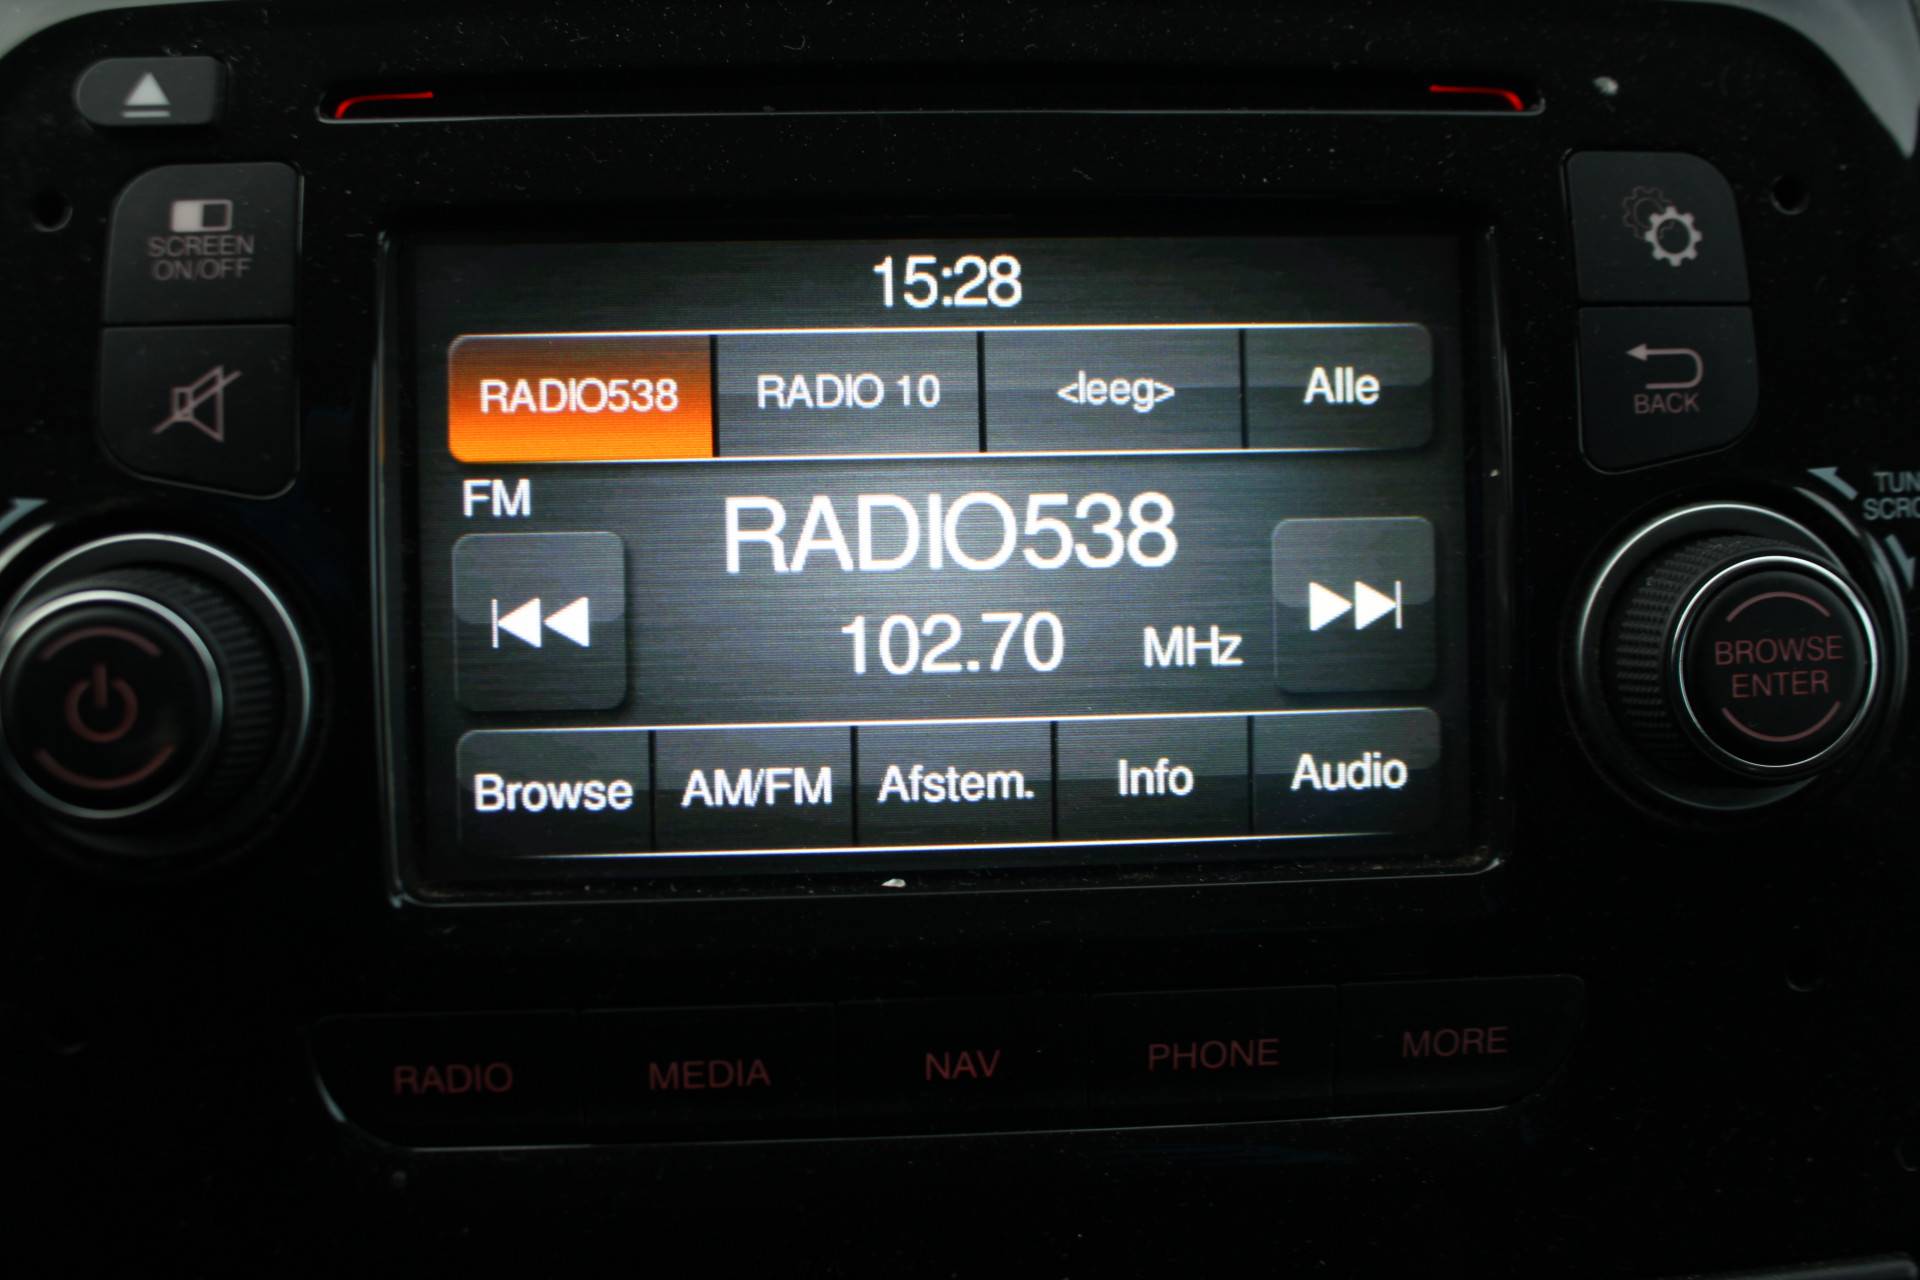 SCREEN
ON/OFF
15:28
RADIO538
RADIO 10
<leeg>
Alle
BACK
FM
RADIO538
102.70 MHz
Browse
AM/FM
Afstem.
Info
Audio
BROWSE
ENTER
RADIO
MEDIA
NAV
PHONE
MORE